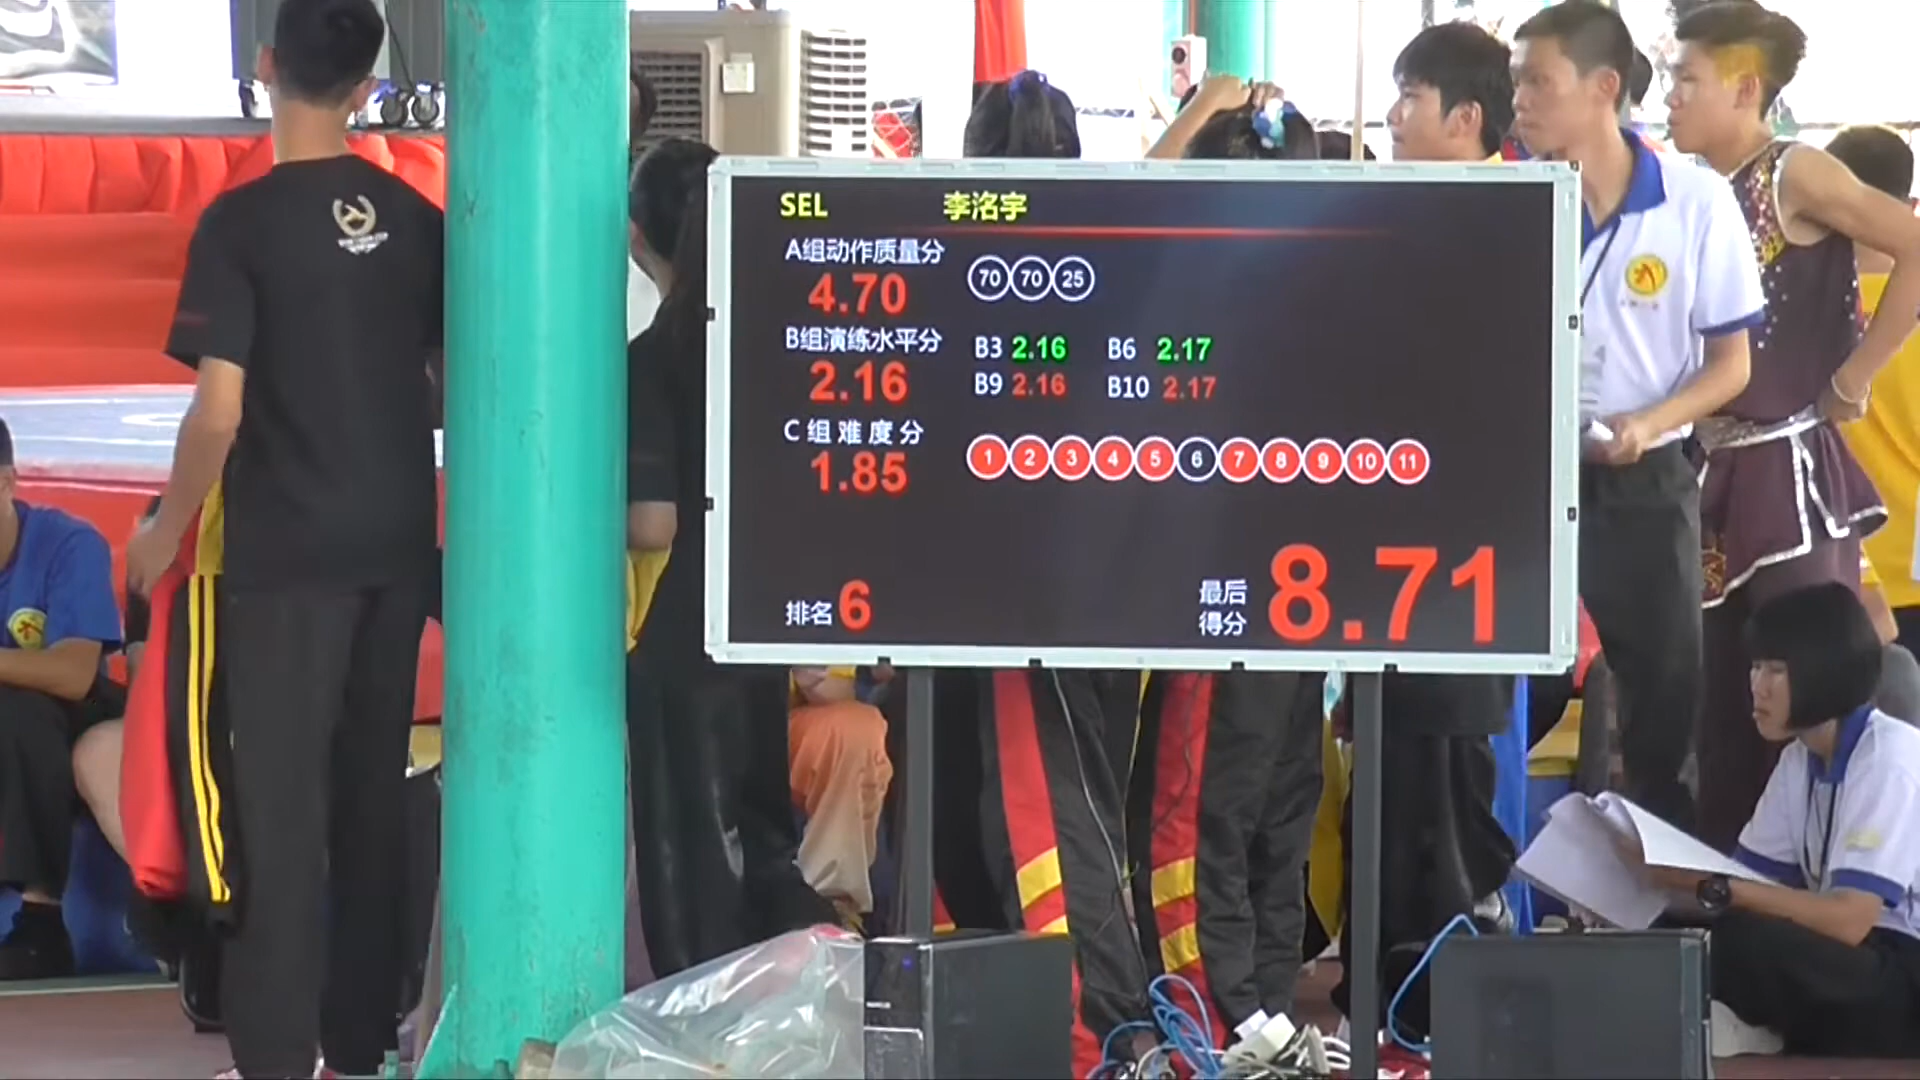 SEL 李洺宇
A组动作质量分
4.70
70 70 25
B组演练水平分
2.16
B3 2.16 B6 2.17
B9 2.16 B10 2.17
C组难度分
1.85
1 2 3 4 5 6 7 8 9 10 11
排名 6
最后
得分
8.71